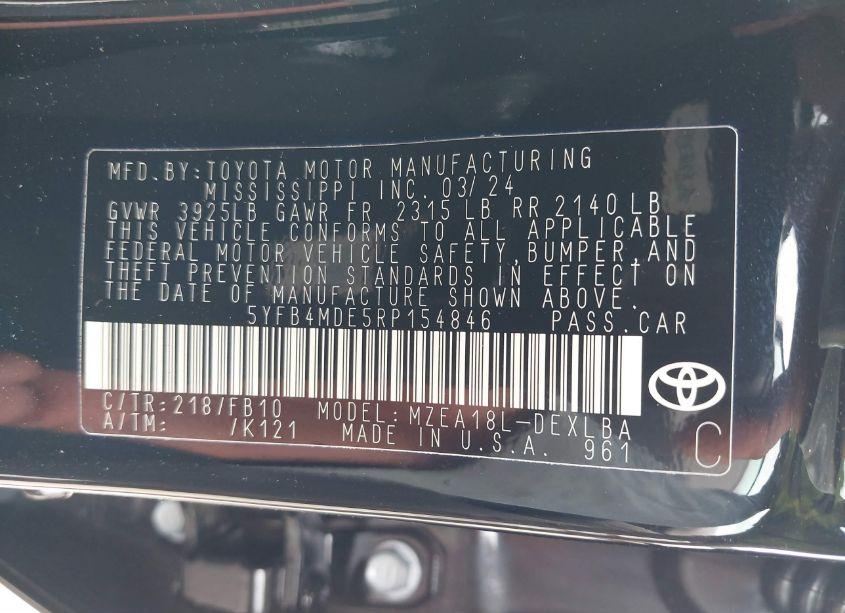 MFD. BY: TOYOTA MOTOR MANUFACTURING
MISSISSIPPI INC. 03/24
GVWR 3925LB GAWR FR 2315 LB RR 2140 LB
THIS VEHICLE CONFORMS TO ALL APPLICABLE
FEDERAL MOTOR VEHICLE SAFETY, BUMPER, AND
THEFT PREVENTION STANDARDS IN EFFECT ON
THE DATE OF MANUFACTURE SHOWN ABOVE.
5YFB4MDE5RP154846 PASS. CAR
C/TR: 218/FB10 MODEL: MZEA18L-DEXLBA
A/TM: /K121 MADE IN U.S.A. 961 C